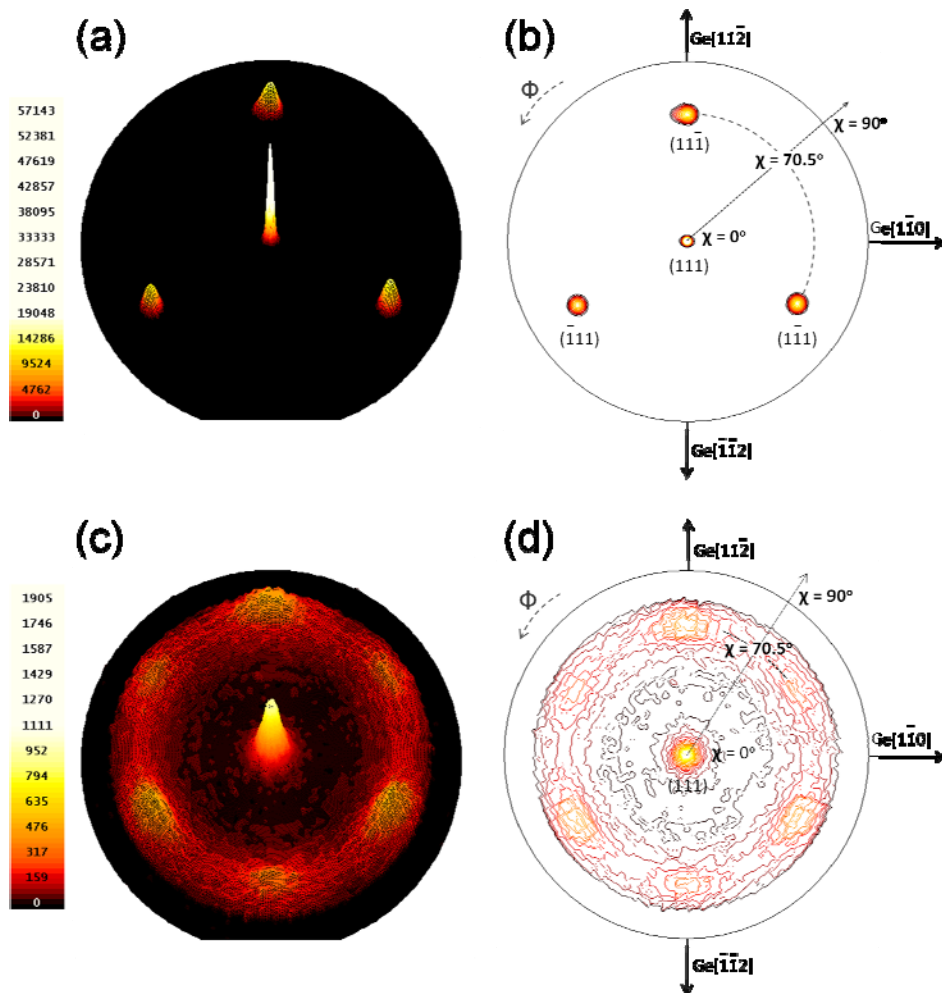 (a)
57143
52381
47619
42857
38095
33333
28571
23810
19048
14286
9524
4762
0
(b)
Ge[112̄]
Φ
χ = 90°
χ = 70.5°
(111̄)
Ge[11̄0]
χ = 0°
(111)
(1̄11)
(11̄1)
Ge[1̄1̄2]
(c)
1905
1746
1587
1429
1270
1111
952
794
635
476
317
159
0
(d)
Ge[112̄]
Φ
χ = 90°
χ = 70.5°
Ge[11̄0]
χ = 0°
(111)
Ge[1̄1̄2]